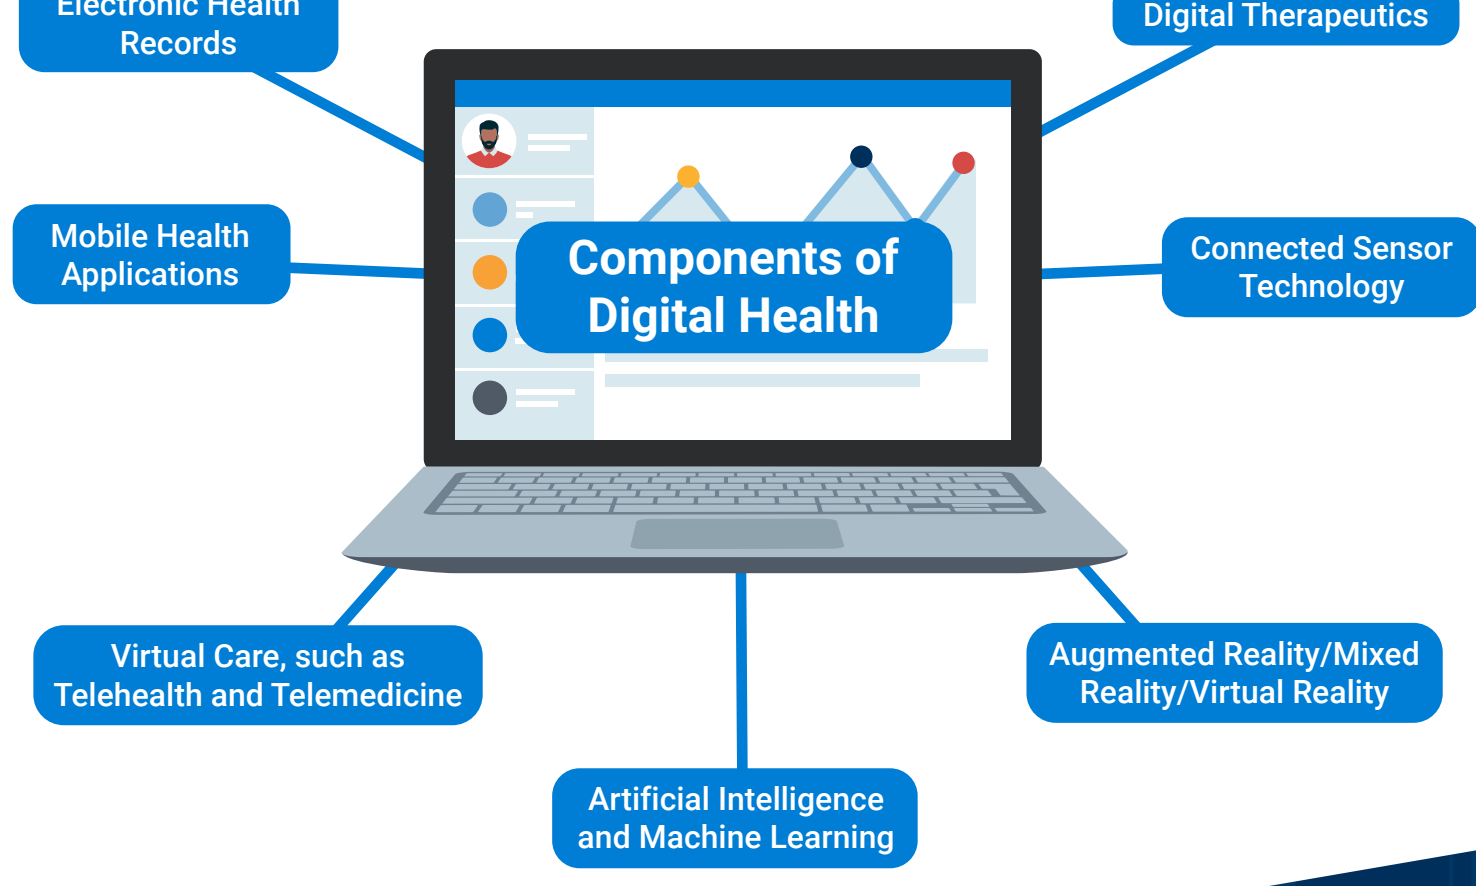 Electronic Health
Records
Digital Therapeutics
Mobile Health
Applications
Components of
Digital Health
Connected Sensor
Technology
Virtual Care, such as
Telehealth and Telemedicine
Augmented Reality/Mixed
Reality/Virtual Reality
Artificial Intelligence
and Machine Learning